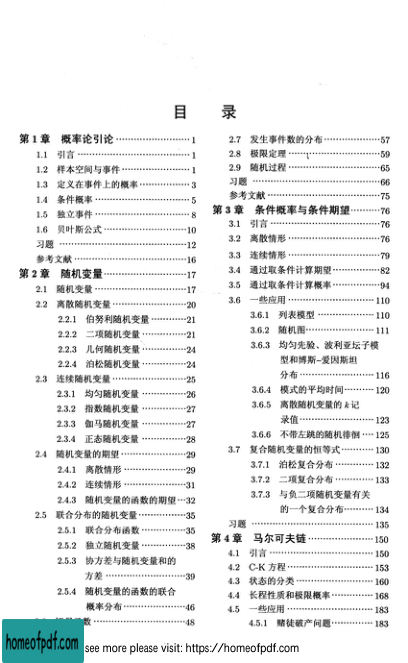 目 录
第1章 概率论引论 1
1.1 引言 1
1.2 样本空间与事件 1
1.3 定义在事件上的概率 3
1.4 条件概率 5
1.5 独立事件 8
1.6 贝叶斯公式 10
习题 12
参考文献 16
第2章 随机变量 17
2.1 随机变量 17
2.2 离散随机变量 20
2.2.1 伯努利随机变量 21
2.2.2 二项随机变量 21
2.2.3 几何随机变量 24
2.2.4 泊松随机变量 24
2.3 连续随机变量 25
2.3.1 均匀随机变量 26
2.3.2 指数随机变量 27
2.3.3 伽马随机变量 27
2.3.4 正态随机变量 28
2.4 随机变量的期望 29
2.4.1 离散情形 29
2.4.2 连续情形 31
2.4.3 随机变量的函数的期望 32
2.5 联合分布的随机变量 35
2.5.1 联合分布函数 35
2.5.2 独立随机变量 38
2.5.3 协方差与随机变量和的
方差 39
2.5.4 随机变量的函数的联合
概率分布 46
48
2.7 发生事件数的分布 57
2.8 极限定理 59
2.9 随机过程 65
习题 66
参考文献 75
第3章 条件概率与条件期望 76
3.1 引言 76
3.2 离散情形 76
3.3 连续情形 79
3.4 通过取条件计算期望 82
3.5 通过取条件计算概率 94
3.6 一些应用 110
3.6.1 列表模型 110
3.6.2 随机图 111
3.6.3 均匀先验、波利亚坛子模
型和博斯–爱因斯坦
分布 116
3.6.4 模式的平均时间 120
3.6.5 离散随机变量的 k 记
录值 123
3.6.6 不带左跳的随机徘徊 125
3.7 复合随机变量的恒等式 130
3.7.1 泊松复合分布 132
3.7.2 二项复合分布 133
3.7.3 与负二项随机变量有关
的一个复合分布 134
习题 135
第4章 马尔可夫链 150
4.1 引言 150
4.2 C-K 方程 153
4.3 状态的分类 160
4.4 长程性质和极限概率 168
4.5 一些应用 183
4.5.1 赌徒破产问题 183
homeofpdf.com
see more please visit: https://homeofpdf.com